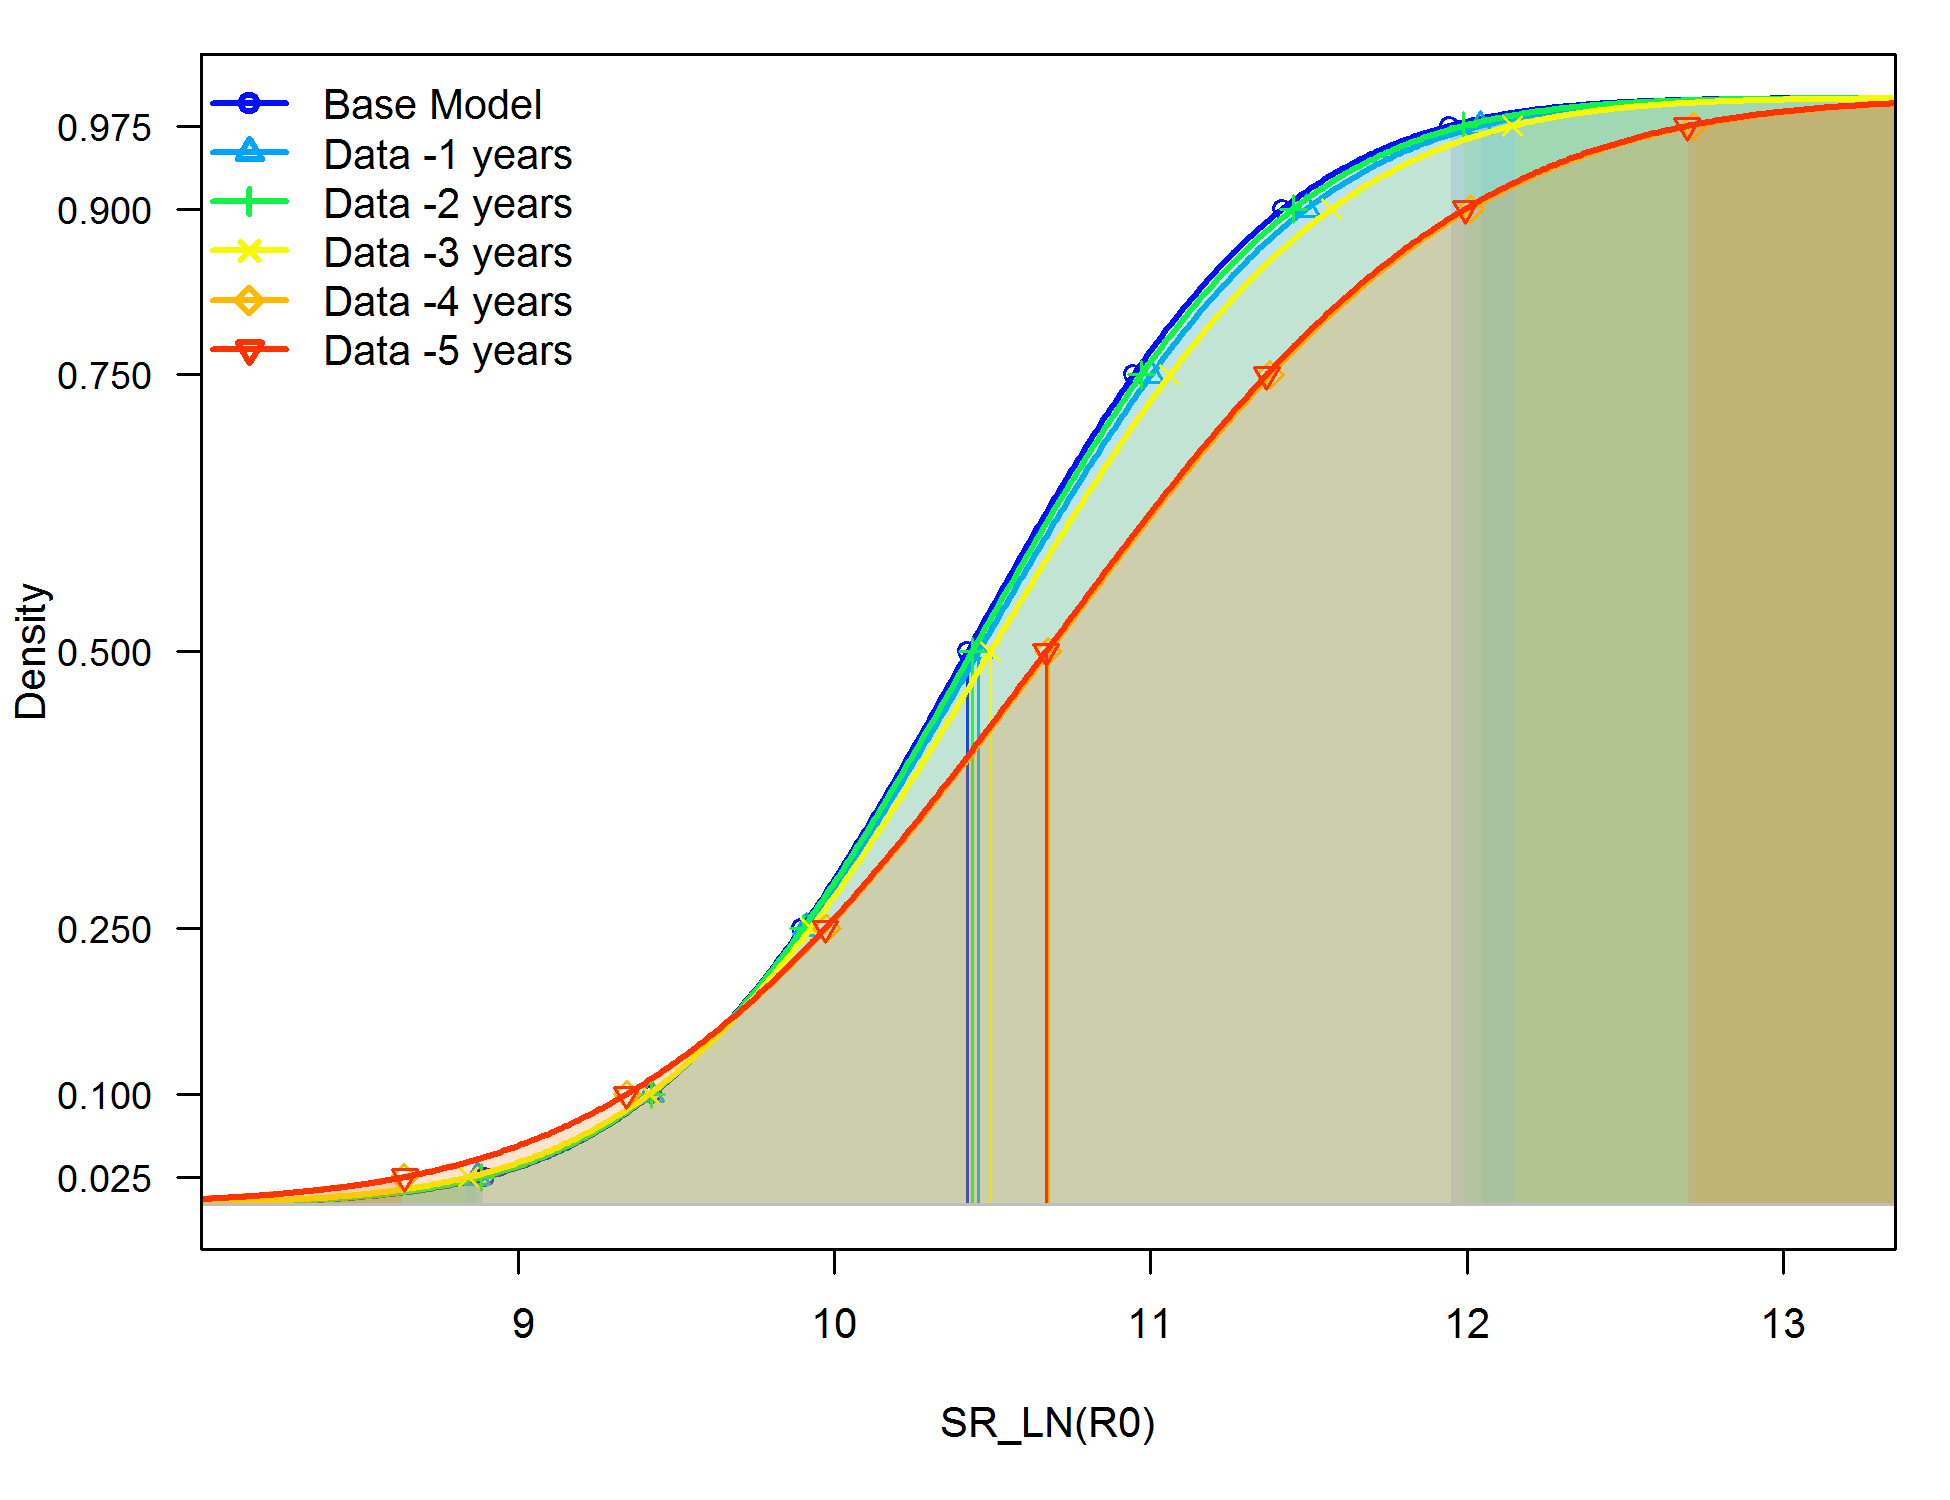 Base Model
Data -1 years
Data -2 years
Data -3 years
Data -4 years
Data -5 years
0.975
0.900
0.750
0.500
0.250
0.100
0.025
Density
9 10 11 12 13
SR_LN(R0)